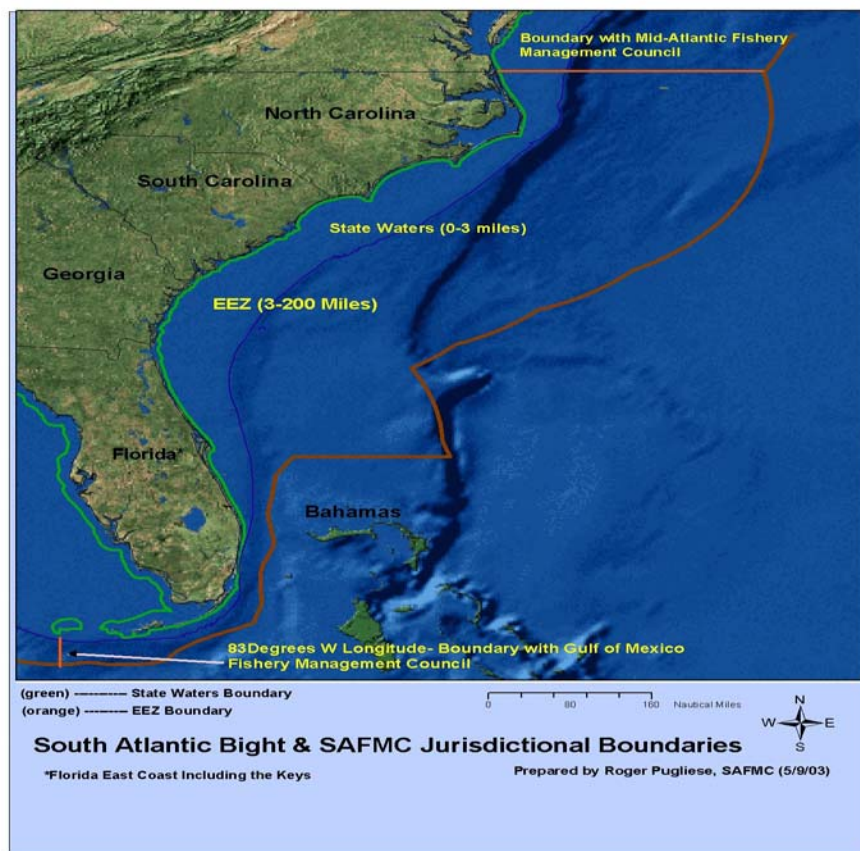 Boundary with Mid-Atlantic Fishery
Management Council
North Carolina
South Carolina
State Waters (0-3 miles)
Georgia
EEZ (3-200 Miles)
Florida*
Bahamas
83Degrees W Longitude- Boundary with Gulf of Mexico
Fishery Management Council
(green) ----------- State Waters Boundary
(orange) ----------- EEZ Boundary
0 80 160 Nautical Miles
N
W E
S
South Atlantic Bight & SAFMC Jurisdictional Boundaries
*Florida East Coast Including the Keys
Prepared by Roger Pugliese, SAFMC (5/9/03)